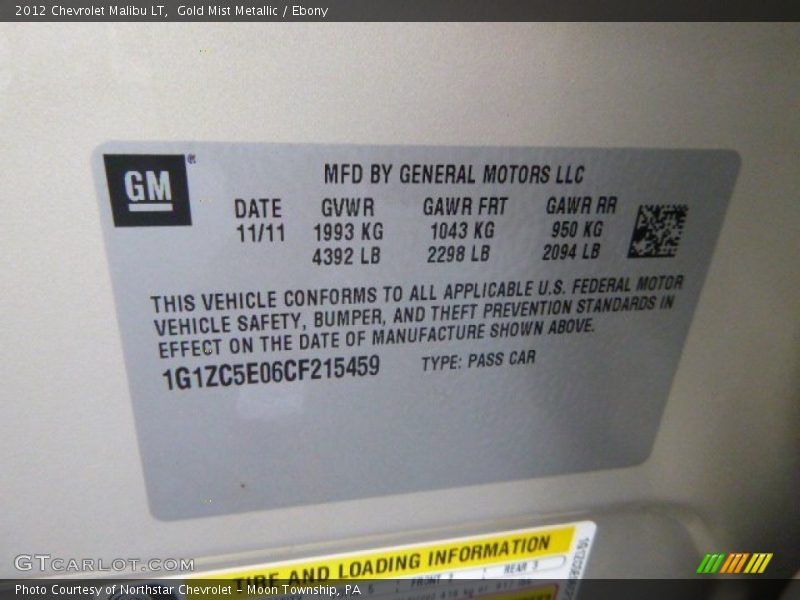 2012 Chevrolet Malibu LT, Gold Mist Metallic / Ebony
GM®
MFD BY GENERAL MOTORS LLC
DATE GVWR GAWR FRT GAWR RR
11/11 1993 KG 1043 KG 950 KG
4392 LB 2298 LB 2094 LB
THIS VEHICLE CONFORMS TO ALL APPLICABLE U.S. FEDERAL MOTOR
VEHICLE SAFETY, BUMPER, AND THEFT PREVENTION STANDARDS IN
EFFECT ON THE DATE OF MANUFACTURE SHOWN ABOVE.
1G1ZC5E06CF215459 TYPE: PASS CAR
TIRE AND LOADING INFORMATION
FRONT 2 REAR 3
GTCARLOT.COM
Photo Courtesy of Northstar Chevrolet - Moon Township, PA